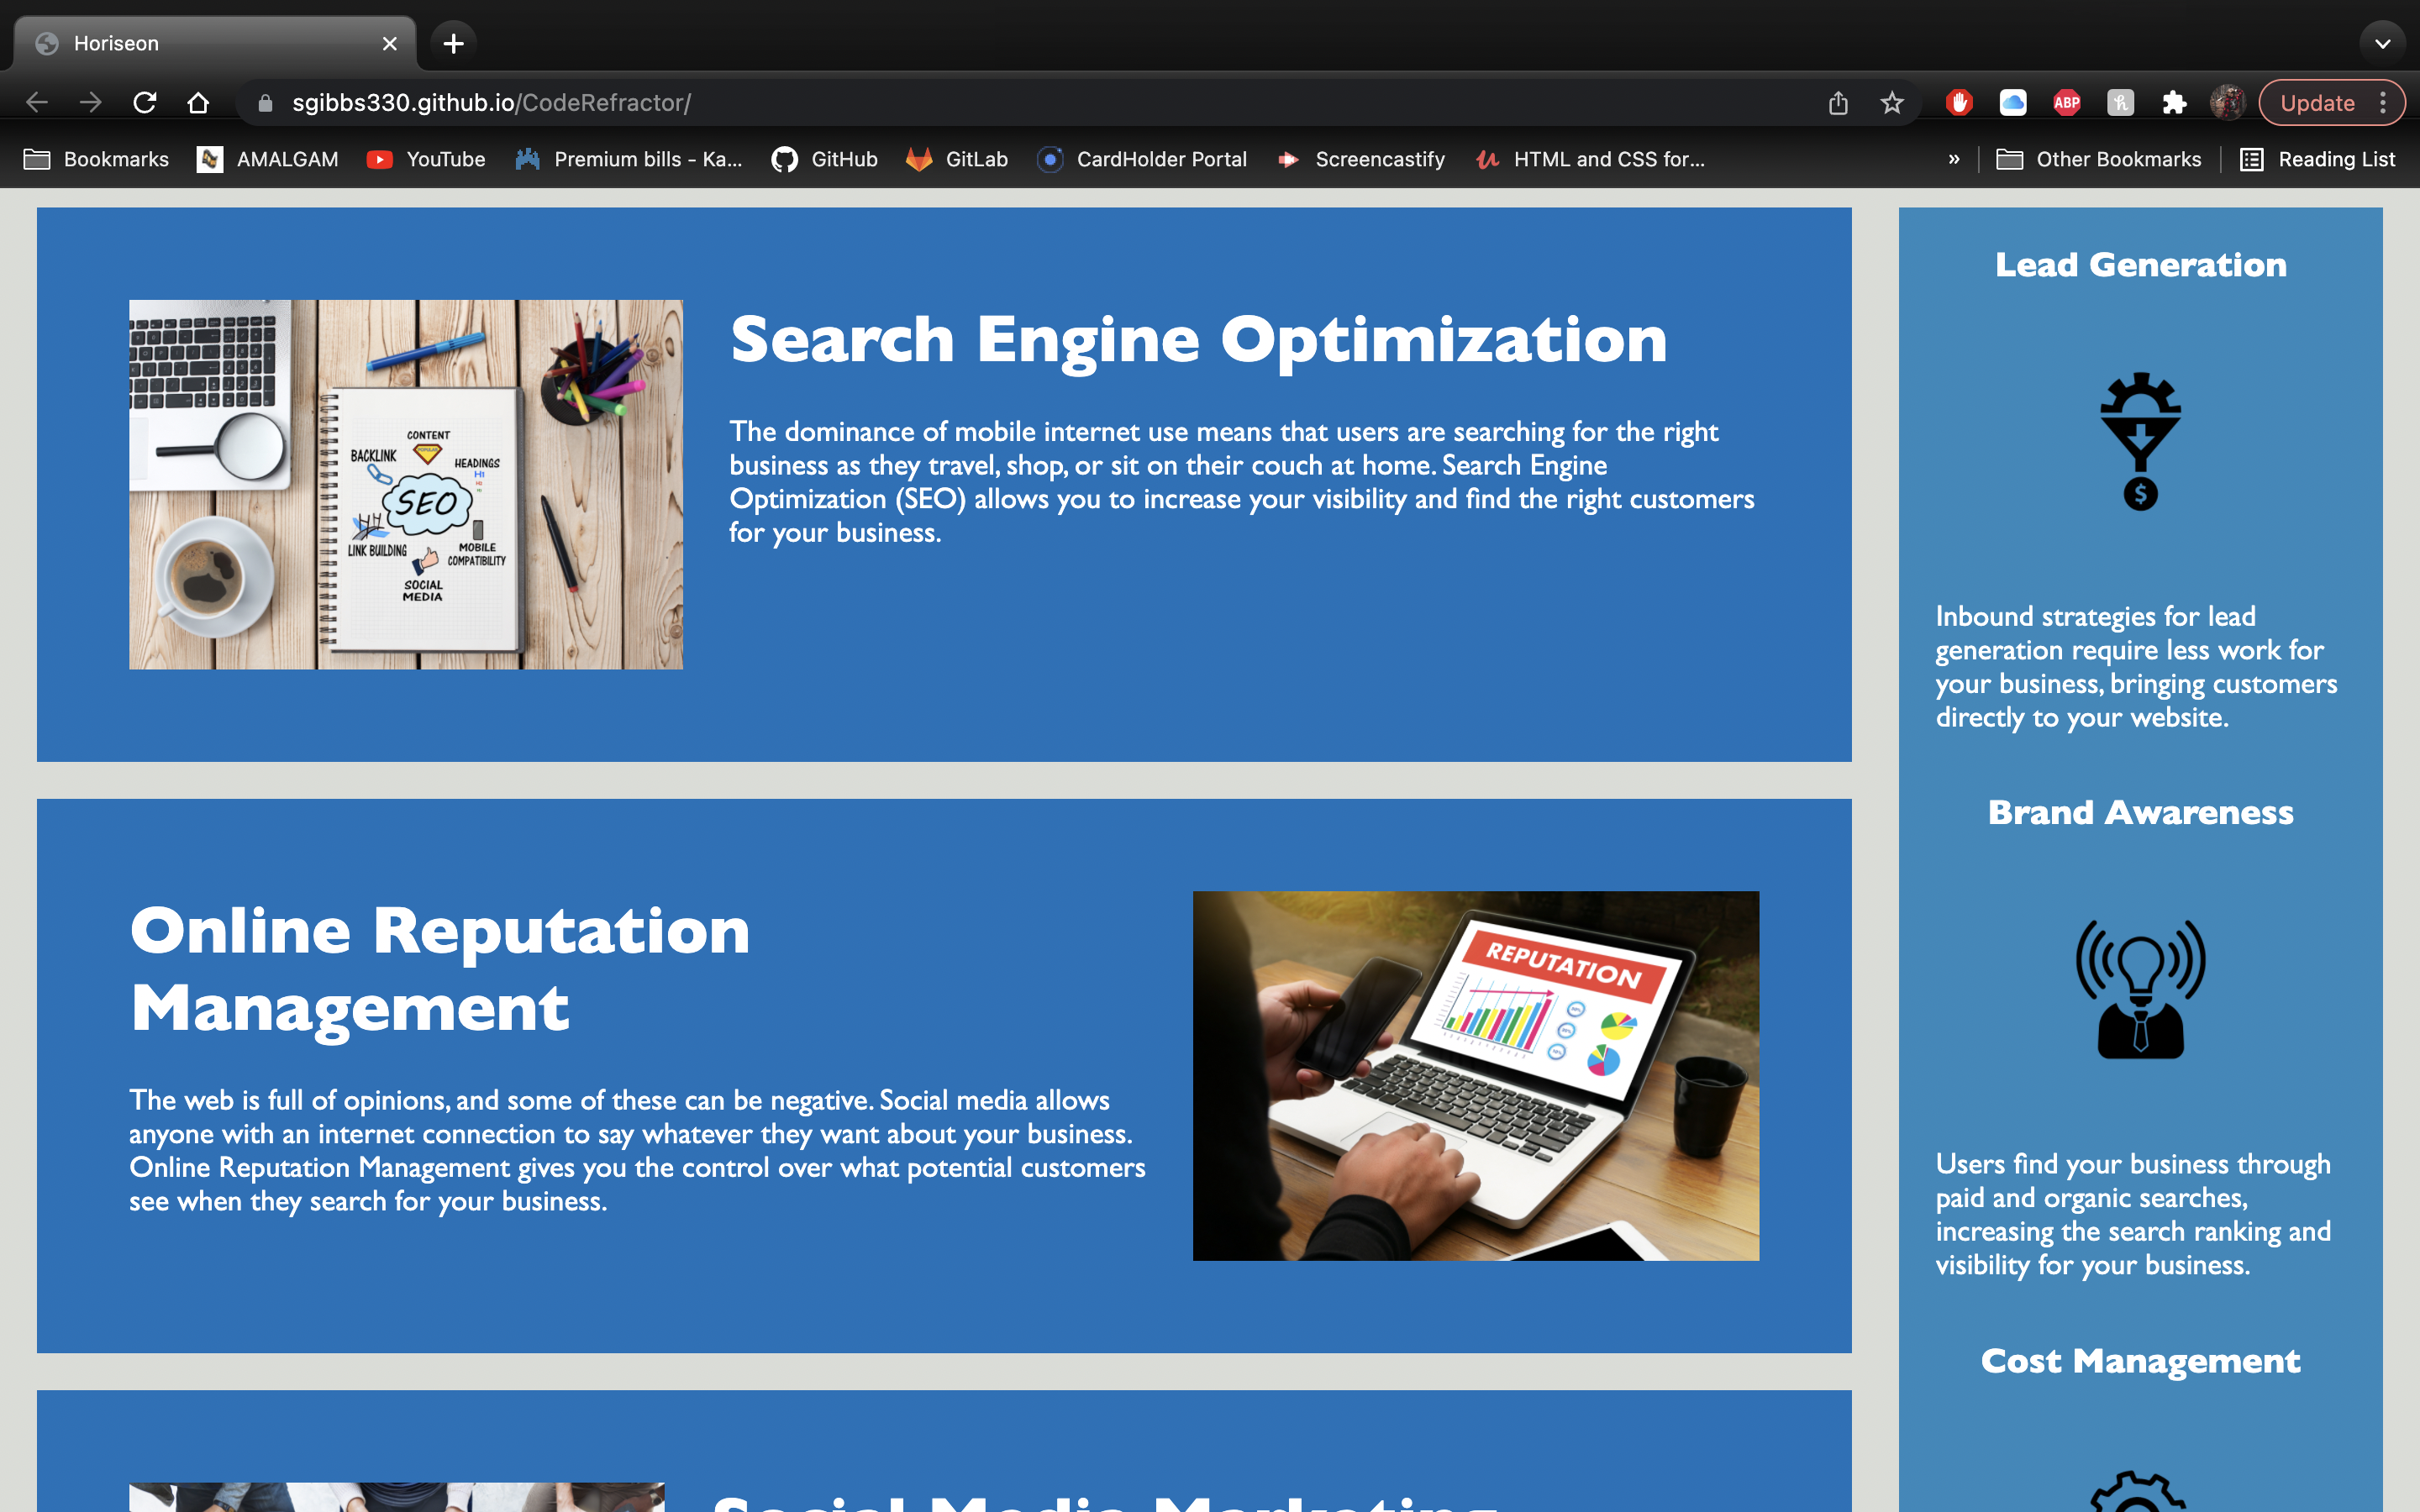 Horiseon
sgibbs330.github.io/CodeRefractor/
ABP
Update
Bookmarks
AMALGAM
YouTube
Premium bills - Ka...
GitHub
GitLab
CardHolder Portal
Screencastify
HTML and CSS for...
»
Other Bookmarks
Reading List
Search Engine Optimization
The dominance of mobile internet use means that users are searching for the right
business as they travel, shop, or sit on their couch at home. Search Engine
Optimization (SEO) allows you to increase your visibility and find the right customers
for your business.
CONTENT
BACKLINK
HEADINGS
H1
SEO
LINK BUILDING
MOBILE
COMPATIBILITY
SOCIAL
MEDIA
Online Reputation
Management
The web is full of opinions, and some of these can be negative. Social media allows
anyone with an internet connection to say whatever they want about your business.
Online Reputation Management gives you the control over what potential customers
see when they search for your business.
REPUTATION
Social Media Marketing
Lead Generation
$
Inbound strategies for lead
generation require less work for
your business, bringing customers
directly to your website.
Brand Awareness
Users find your business through
paid and organic searches,
increasing the search ranking and
visibility for your business.
Cost Management